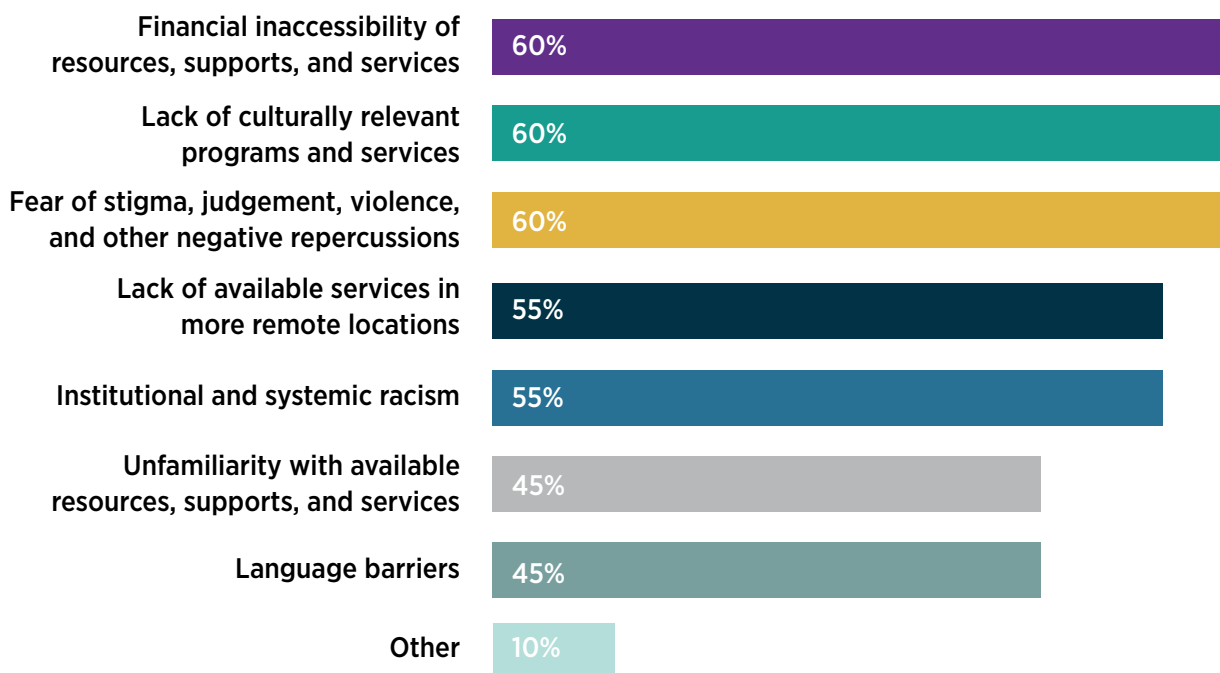 Financial inaccessibility of
resources, supports, and services
60%
Lack of culturally relevant
programs and services
60%
Fear of stigma, judgement, violence,
and other negative repercussions
60%
Lack of available services in
more remote locations
55%
Institutional and systemic racism
55%
Unfamiliarity with available
resources, supports, and services
45%
Language barriers
45%
Other
10%